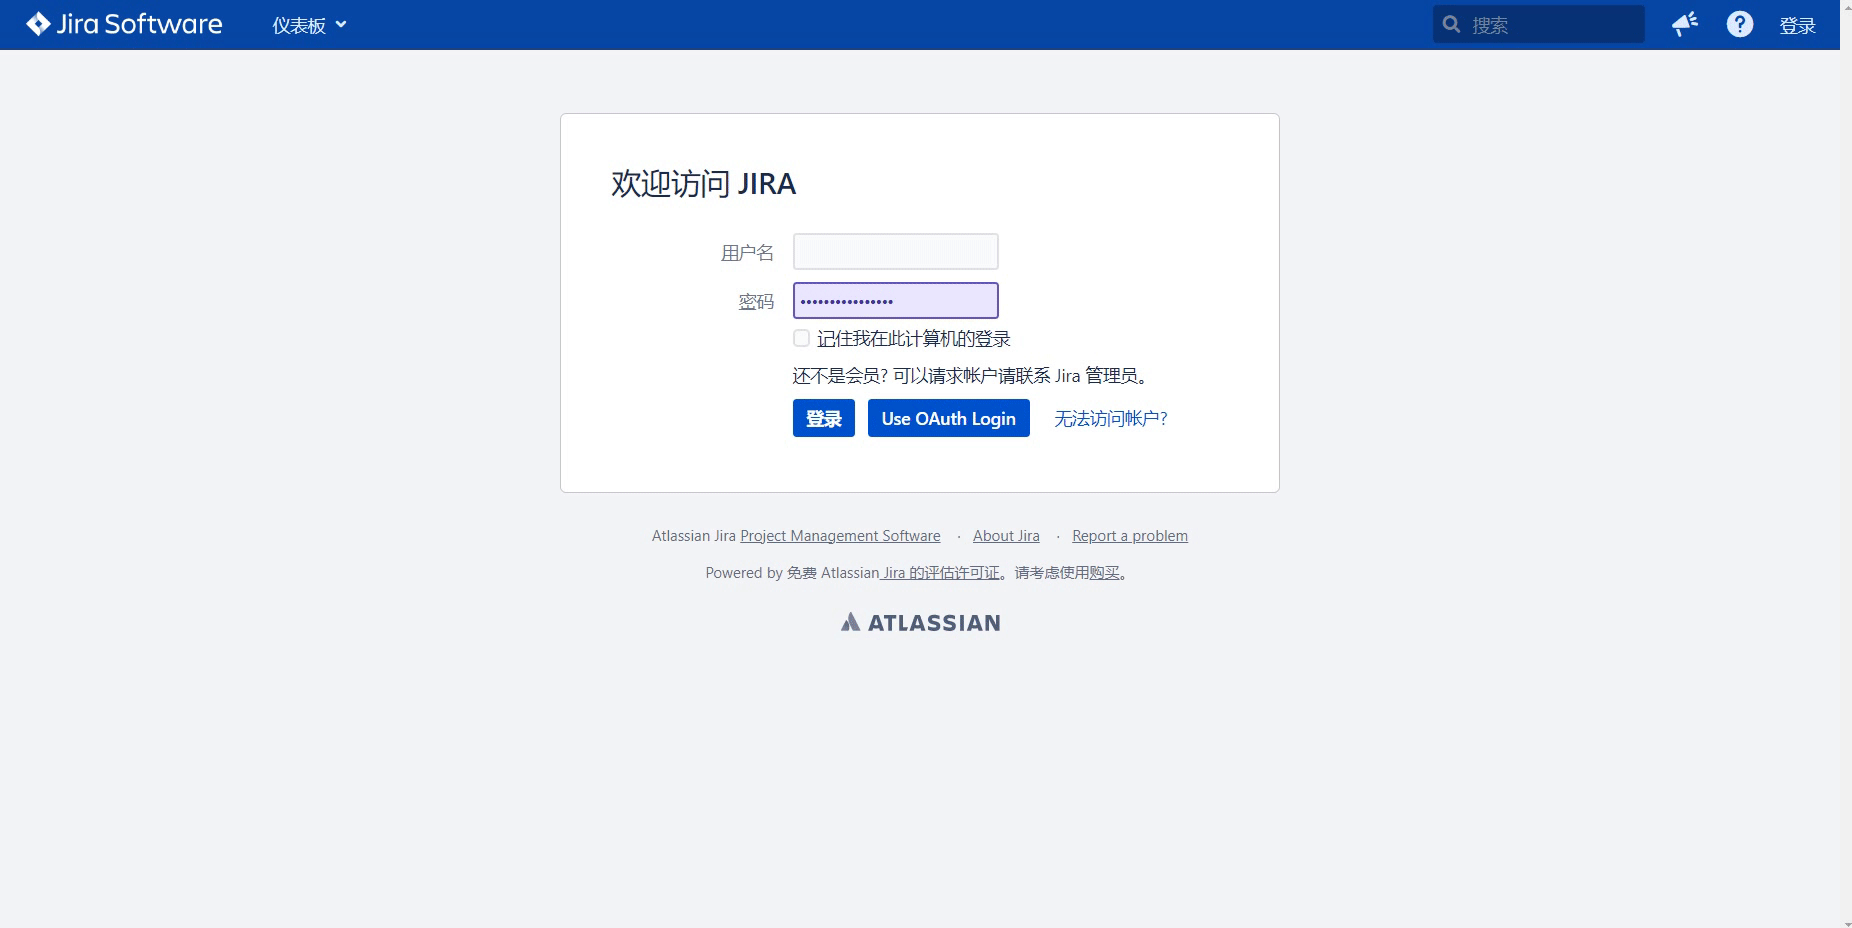 Jira Software 仪表板 搜索 登录
欢迎访问 JIRA
用户名
密码 ••••••••••••••••
记住我在此计算机的登录
还不是会员? 可以请求帐户请联系 Jira 管理员。
登录 Use OAuth Login 无法访问帐户?
Atlassian Jira Project Management Software · About Jira · Report a problem
Powered by 免费 Atlassian Jira 的评估许可证。请考虑使用购买。
ATLASSIAN